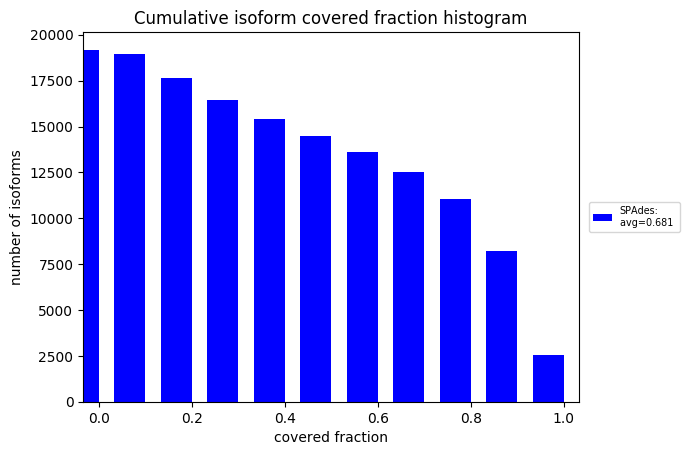 Cumulative isoform covered fraction histogram
20000
17500
15000
12500
10000
7500
5000
2500
0
number of isoforms
0.0 0.2 0.4 0.6 0.8 1.0
covered fraction
SPAdes:
avg=0.681